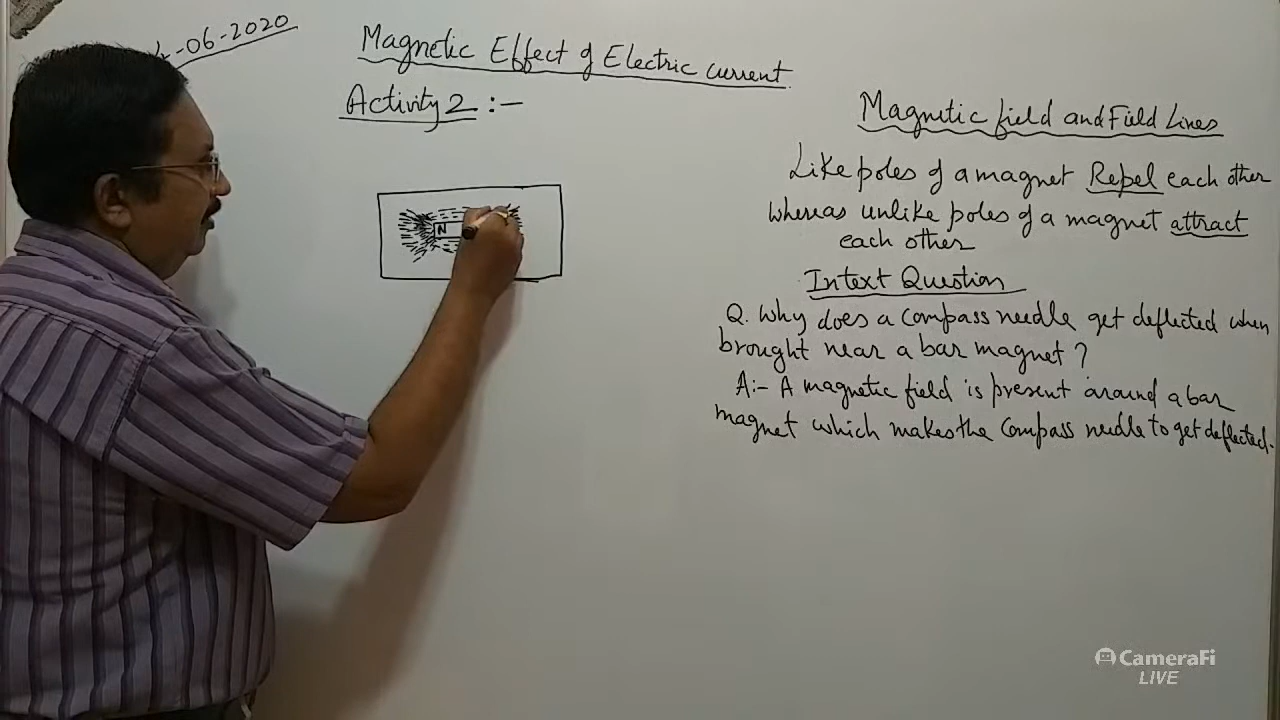 -06-2020
Magnetic Effect of Electric current
Activity 2 :-
N
Magnetic field and Field Lines
Like poles of a magnet Repel each other
whereas unlike poles of a magnet attract
each other
Intext Question
Q. Why does a compass needle get deflected when
brought near a bar magnet ?
A:- A magnetic field is present around a bar
magnet which makes the compass needle to get deflected.
CameraFi
LIVE